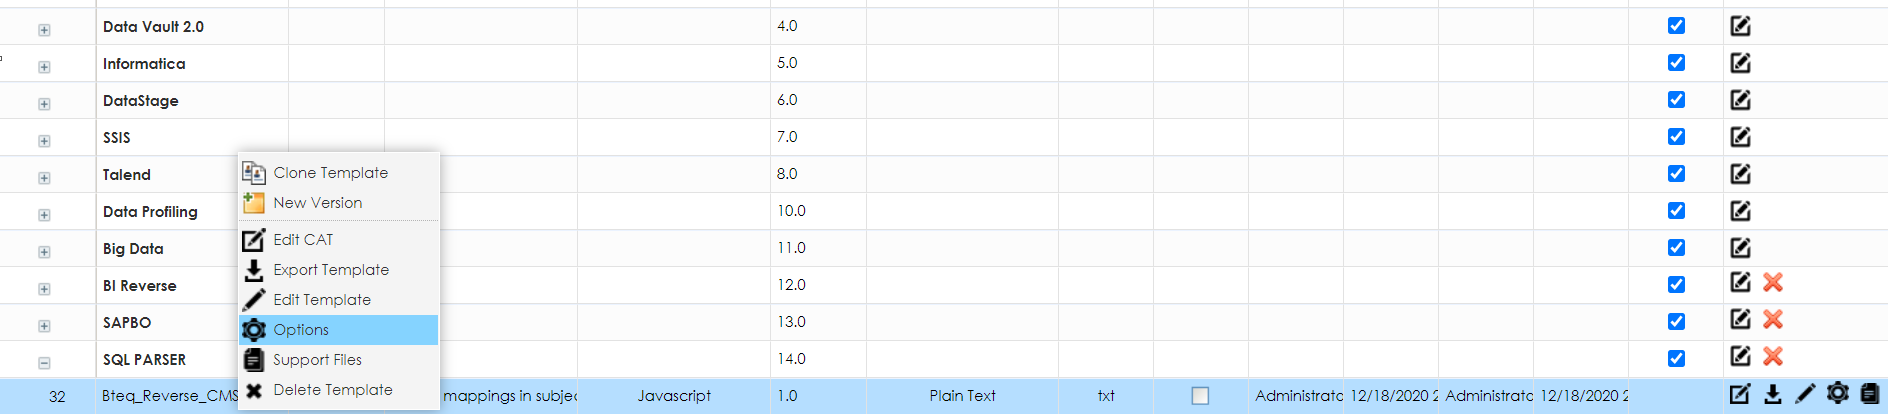 Data Vault 2.0 4.0
Informatica 5.0
DataStage 6.0
SSIS 7.0
Talend 8.0
Data Profiling 10.0
Big Data 11.0
BI Reverse 12.0
SAPBO 13.0
SQL PARSER 14.0
32 Bteq_Reverse_CMS mappings in subjec Javascript 1.0 Plain Text txt Administrato 12/18/2020 2 Administrato 12/18/2020 2
Clone Template
New Version
Edit CAT
Export Template
Edit Template
Options
Support Files
Delete Template